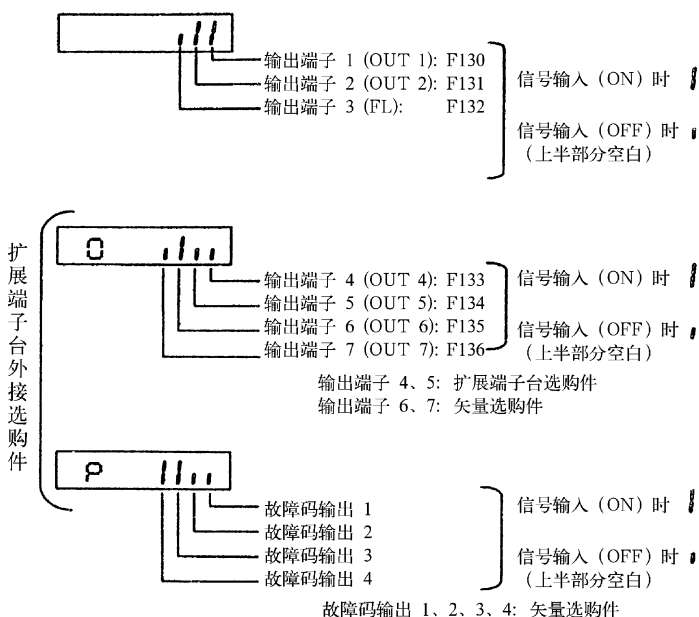 输出端子 1 (OUT 1): F130
输出端子 2 (OUT 2): F131
输出端子 3 (FL): F132
信号输入（ON）时
信号输入（OFF）时
（上半部分空白）
扩展端子台外接选购件
O
输出端子 4 (OUT 4): F133
输出端子 5 (OUT 5): F134
输出端子 6 (OUT 6): F135
输出端子 7 (OUT 7): F136
信号输入（ON）时
信号输入（OFF）时
（上半部分空白）
输出端子 4、5: 扩展端子台选购件
输出端子 6、7: 矢量选购件
P
故障码输出 1
故障码输出 2
故障码输出 3
故障码输出 4
信号输入（ON）时
信号输入（OFF）时
（上半部分空白）
故障码输出 1、2、3、4: 矢量选购件